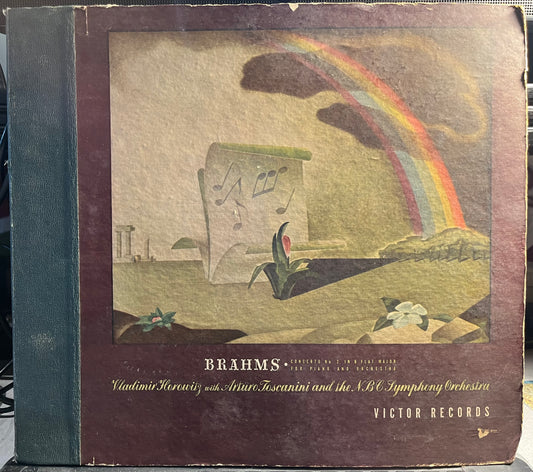 BRAHMS • CONCERTO No. 2 IN B FLAT MAJOR
FOR PIANO AND ORCHESTRA
Vladimir Horowitz with Arturo Toscanini and the NBC Symphony Orchestra
VICTOR RECORDS